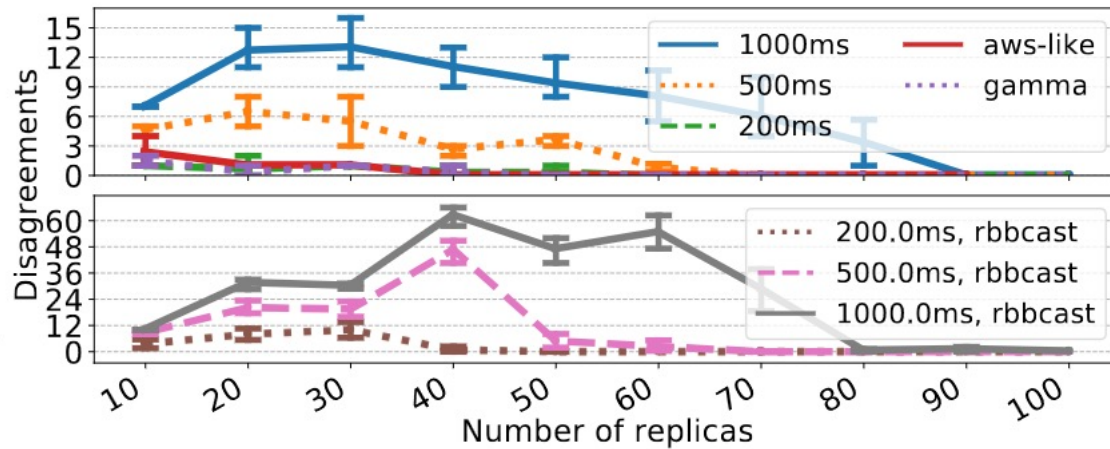 Disagreements
15
12
9
6
3
0
1000ms
500ms
200ms
aws-like
gamma
60
48
36
24
12
0
200.0ms, rbbcast
500.0ms, rbbcast
1000.0ms, rbbcast
10 20 30 40 50 60 70 80 90 100
Number of replicas